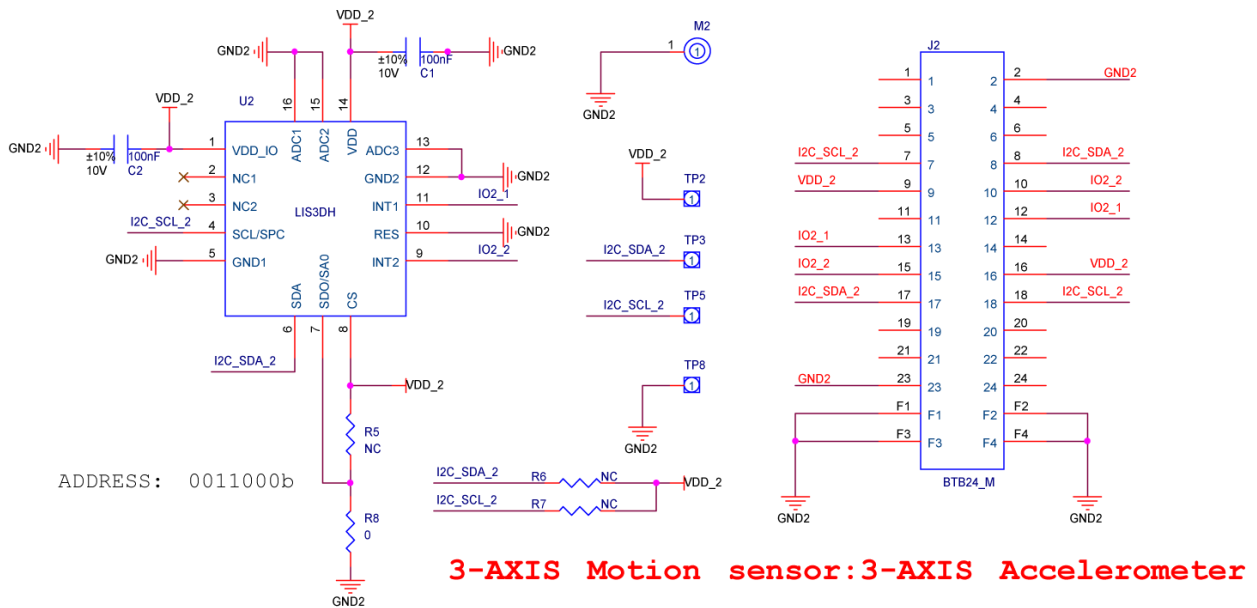 VDD_2
GND2
±10%
10V
100nF
C1
GND2
U2
VDD_2
GND2
±10%
10V
100nF
C2
16
15
14
ADC1
ADC2
VDD
1
VDD_IO
2
NC1
3
NC2
I2C_SCL_2
4
SCL/SPC
GND2
5
GND1
LIS3DH
ADC3
13
GND2
12
GND2
INT1
11
IO2_1
RES
10
GND2
INT2
9
IO2_2
SDA
SDO/SA0
CS
6
7
8
I2C_SDA_2
VDD_2
R5
NC
R8
0
GND2
ADDRESS: 0011000b
M2
1
1
GND2
VDD_2
TP2
1
TP3
I2C_SDA_2
1
TP5
I2C_SCL_2
1
TP8
1
GND2
I2C_SDA_2
R6
NC
VDD_2
I2C_SCL_2
R7
NC
J2
1 1 2 2 GND2
3 3 4 4
5 5 6 6
I2C_SCL_2 7 7 8 8 I2C_SDA_2
VDD_2 9 9 10 10 IO2_2
11 11 12 12 IO2_1
IO2_1 13 13 14 14
IO2_2 15 15 16 16 VDD_2
I2C_SDA_2 17 17 18 18 I2C_SCL_2
19 19 20 20
21 21 22 22
GND2 23 23 24 24
F1 F1 F2 F2
F3 F3 F4 F4
BTB24_M
GND2
GND2
3-AXIS Motion sensor:3-AXIS Accelerometer